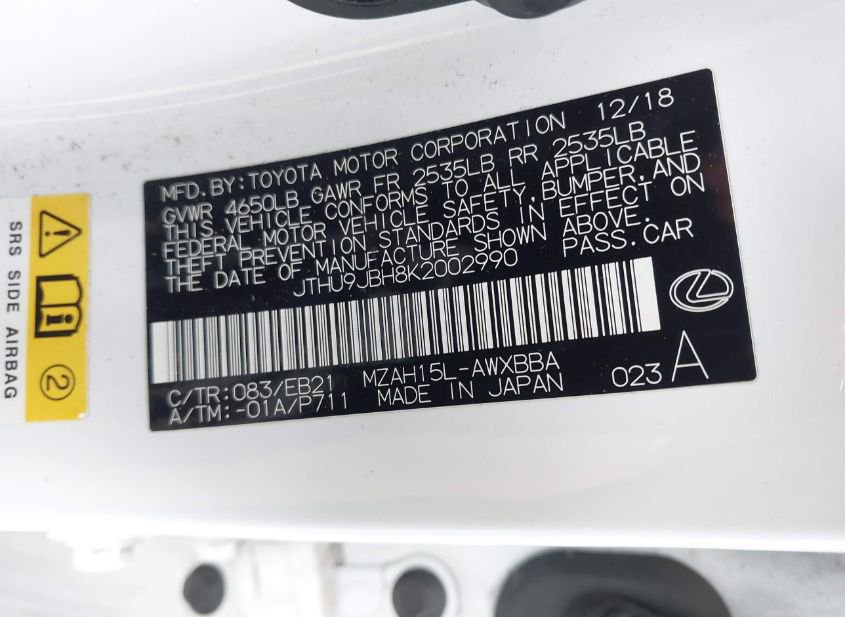 MFD. BY: TOYOTA MOTOR CORPORATION 12/18
GVWR 4650LB GAWR FR 2535LB RR 2535LB
THIS VEHICLE CONFORMS TO ALL APPLICABLE
FEDERAL MOTOR VEHICLE SAFETY, BUMPER, AND
THEFT PREVENTION STANDARDS IN EFFECT ON
THE DATE OF MANUFACTURE SHOWN ABOVE.
JTHU9JBH8K2002990 PASS. CAR
C/TR: 083/EB21 MZAH15L-AWXBBA 023 A
A/TM: -01A/P711 MADE IN JAPAN
SRS SIDE AIRBAG
2